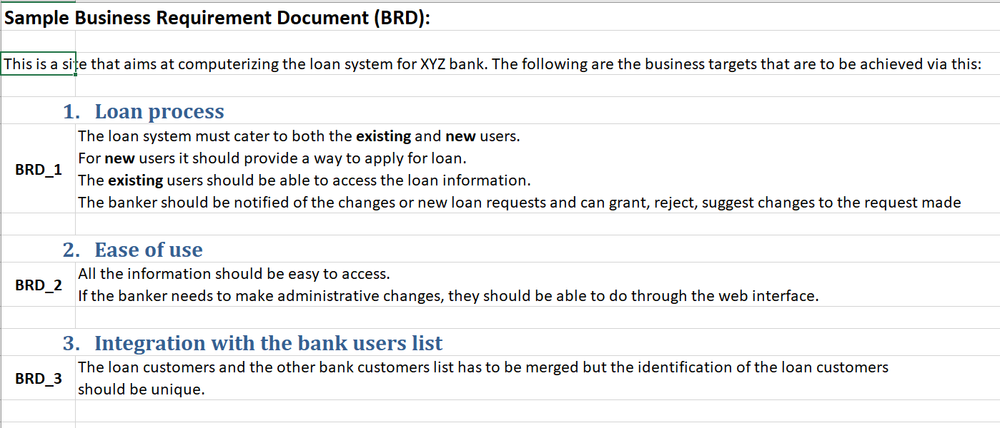 Sample Business Requirement Document (BRD):
This is a site that aims at computerizing the loan system for XYZ bank. The following are the business targets that are to be achieved via this:
1. Loan process
BRD_1
The loan system must cater to both the existing and new users.
For new users it should provide a way to apply for loan.
The existing users should be able to access the loan information.
The banker should be notified of the changes or new loan requests and can grant, reject, suggest changes to the request made
2. Ease of use
BRD_2
All the information should be easy to access.
If the banker needs to make administrative changes, they should be able to do through the web interface.
3. Integration with the bank users list
BRD_3
The loan customers and the other bank customers list has to be merged but the identification of the loan customers
should be unique.